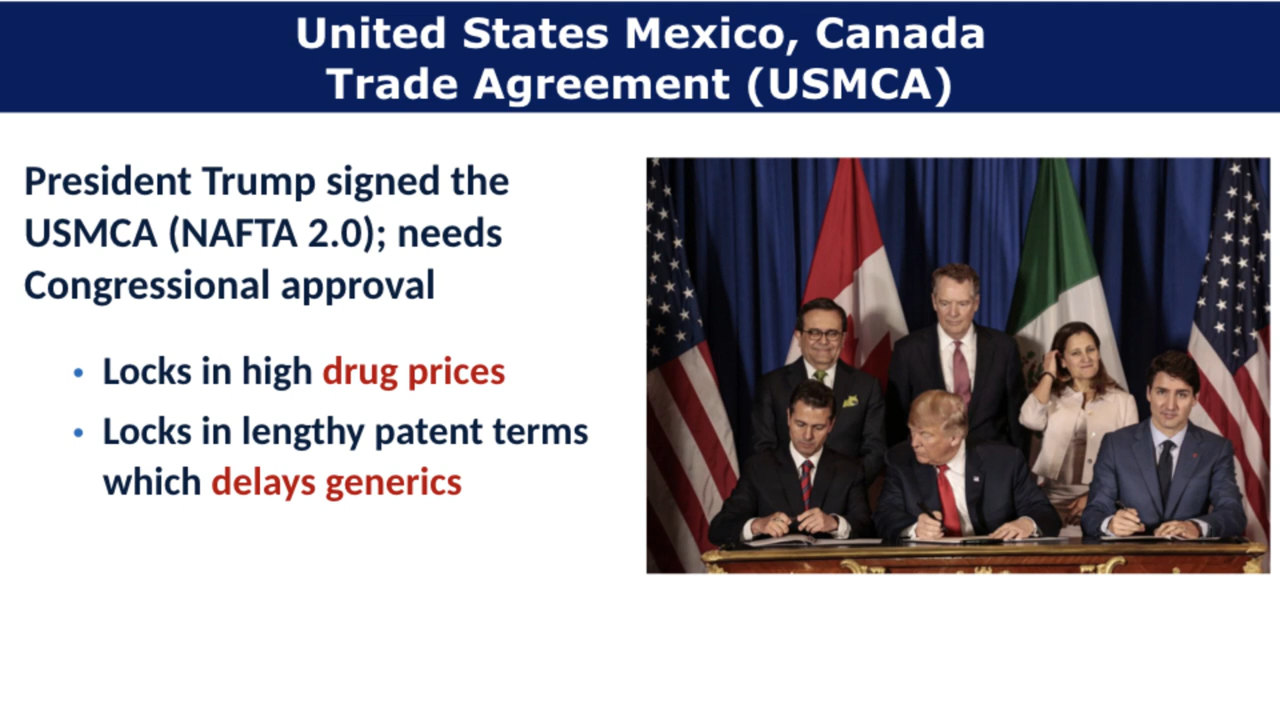 United States Mexico, Canada
Trade Agreement (USMCA)
President Trump signed the
USMCA (NAFTA 2.0); needs
Congressional approval
• Locks in high drug prices
• Locks in lengthy patent terms
which delays generics